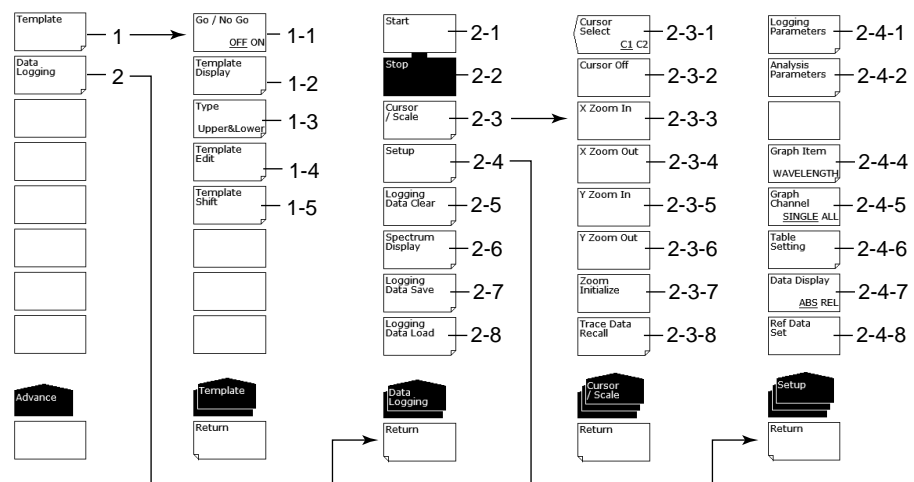 Template
1
Data
Logging
2
Advance
Go / No Go
OFF ON
1-1
Template
Display
1-2
Type
Upper&Lower
1-3
Template
Edit
1-4
Template
Shift
1-5
Template
Return
Start
2-1
Stop
2-2
Cursor
/ Scale
2-3
Setup
2-4
Logging
Data Clear
2-5
Spectrum
Display
2-6
Logging
Data Save
2-7
Logging
Data Load
2-8
Data
Logging
Return
Cursor
Select
C1 C2
2-3-1
Cursor Off
2-3-2
X Zoom In
2-3-3
X Zoom Out
2-3-4
Y Zoom In
2-3-5
Y Zoom Out
2-3-6
Zoom
Initialize
2-3-7
Trace Data
Recall
2-3-8
Cursor
/ Scale
Return
Logging
Parameters
2-4-1
Analysis
Parameters
2-4-2
Graph Item
WAVELENGTH
2-4-4
Graph
Channel
SINGLE ALL
2-4-5
Table
Setting
2-4-6
Data Display
ABS REL
2-4-7
Ref Data
Set
2-4-8
Setup
Return